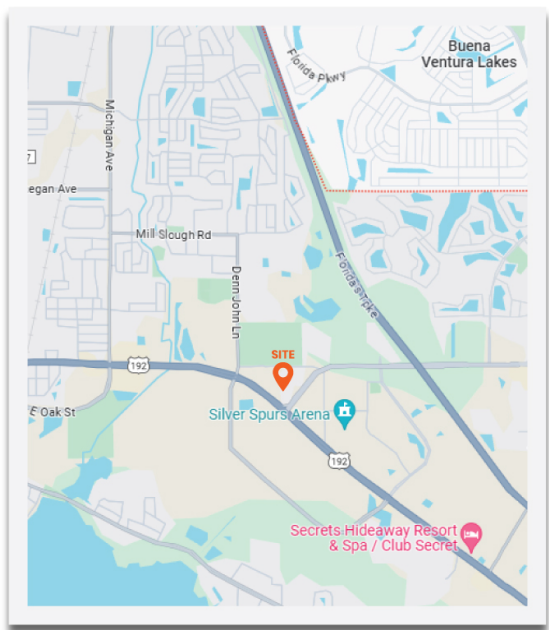 Buena
Ventura Lakes
Florida Pkwy
Michigan Ave
egan Ave
Mill Slough Rd
Denn John Ln
Florida's Tpke
SITE
192
E Oak St
Silver Spurs Arena
192
Secrets Hideaway Resort
& Spa / Club Secret